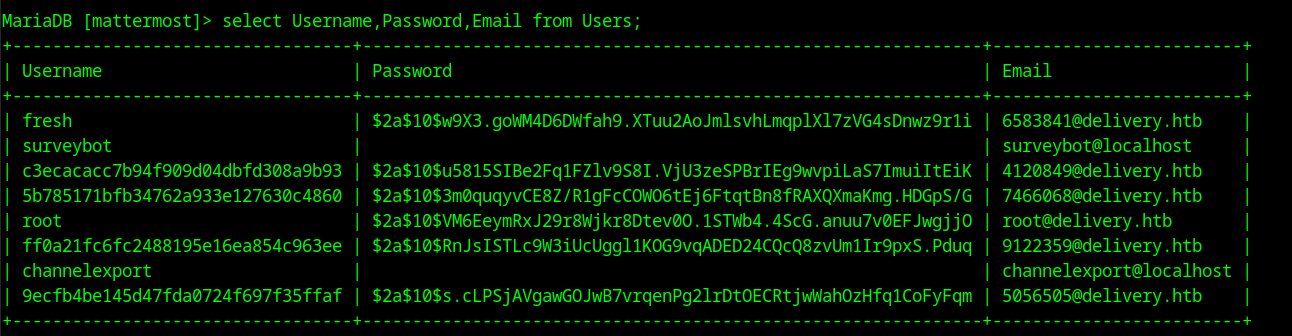 MariaDB [mattermost]> select Username,Password,Email from Users;
+----------------------------------+--------------------------------------------------------------+-------------------------+
| Username                         | Password                                                     | Email                   |
+----------------------------------+--------------------------------------------------------------+-------------------------+
| fresh                            | $2a$10$w9X3.goWM4D6DWfah9.XTuu2AoJmlsvhLmqplXl7zVG4sDnwz9r1i | 6583841@delivery.htb    |
| surveybot                        |                                                              | surveybot@localhost     |
| c3ecacacc7b94f909d04dbfd308a9b93 | $2a$10$u5815SIBe2Fq1FZlv9S8I.VjU3zeSPBrIEg9wvpiLaS7ImuiItEiK | 4120849@delivery.htb    |
| 5b785171bfb34762a933e127630c4860 | $2a$10$3m0quqyvCE8Z/R1gFcCOWO6tEj6FtqtBn8fRAXQXmaKmg.HDGpS/G | 7466068@delivery.htb    |
| root                             | $2a$10$VM6EeymRxJ29r8Wjkr8Dtev0O.1STWb4.4ScG.anuu7v0EFJwgjjO | root@delivery.htb       |
| ff0a21fc6fc2488195e16ea854c963ee | $2a$10$RnJsISTLc9W3iUcUggl1KOG9vqADED24CQcQ8zvUm1Ir9pxS.Pduq | 9122359@delivery.htb    |
| channelexport                    |                                                              | channelexport@localhost |
| 9ecfb4be145d47fda0724f697f35ffaf | $2a$10$s.cLPSjAVgawGOJwB7vrqenPg2lrDtOECRtjwWahOzHfq1CoFyFqm | 5056505@delivery.htb    |
+----------------------------------+--------------------------------------------------------------+-------------------------+